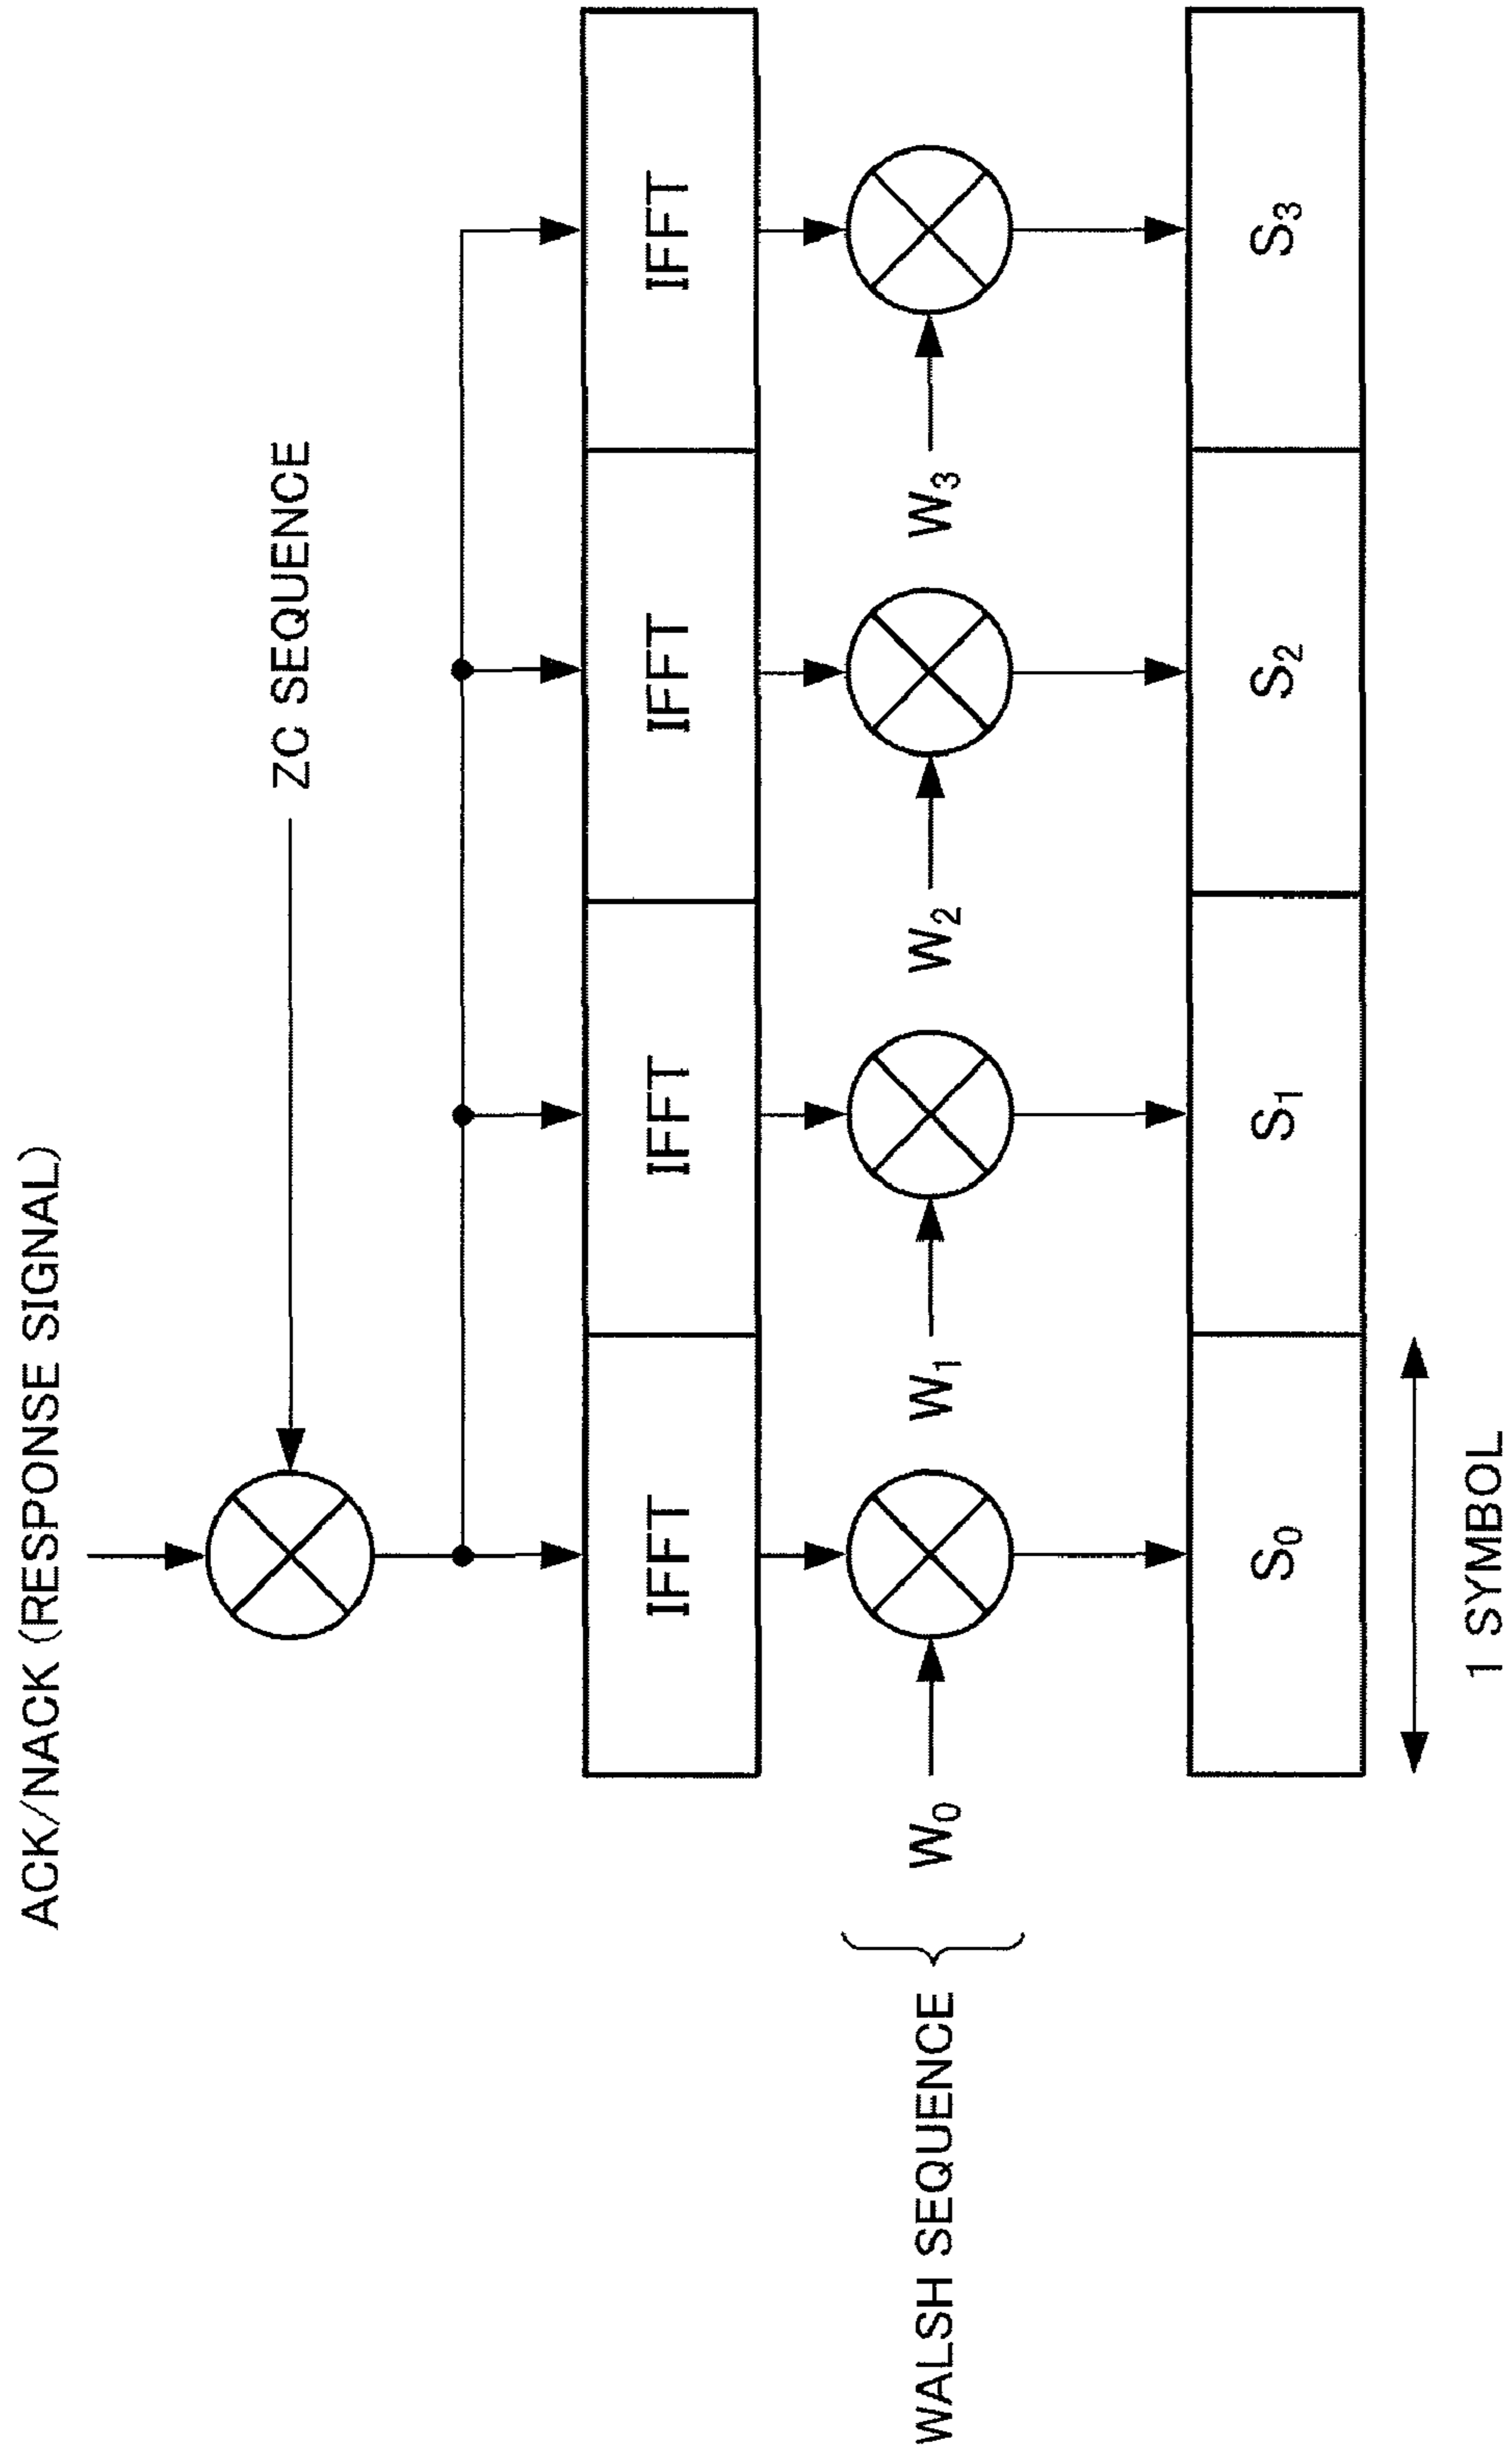 ACK/NACK (RESPONSE SIGNAL)
ZC SEQUENCE
IFFT IFFT IFFT IFFT
WALSH SEQUENCE W0 W1 W2 W3
S0 S1 S2 S3
1 SYMBOL